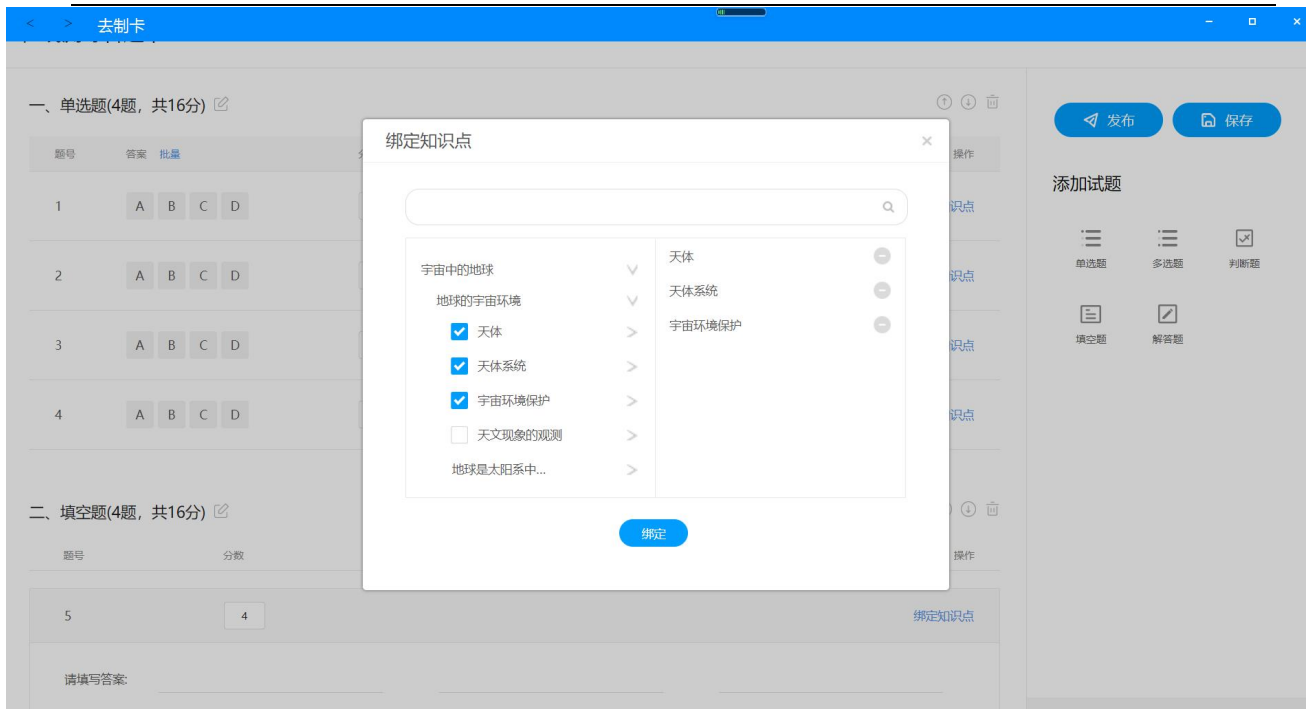 去制卡
一、单选题(4题，共16分)
题号 答案 批量 操作
1 A B C D 识点
2 A B C D 识点
3 A B C D 识点
4 A B C D 识点
二、填空题(4题，共16分)
题号 分数 操作
5 4 绑定知识点
请填写答案:
绑定知识点
宇宙中的地球
地球的宇宙环境
天体
天体系统
宇宙环境保护
天文现象的观测
地球是太阳系中...
天体
天体系统
宇宙环境保护
绑定
发布 保存
添加试题
单选题 多选题 判断题
填空题 解答题